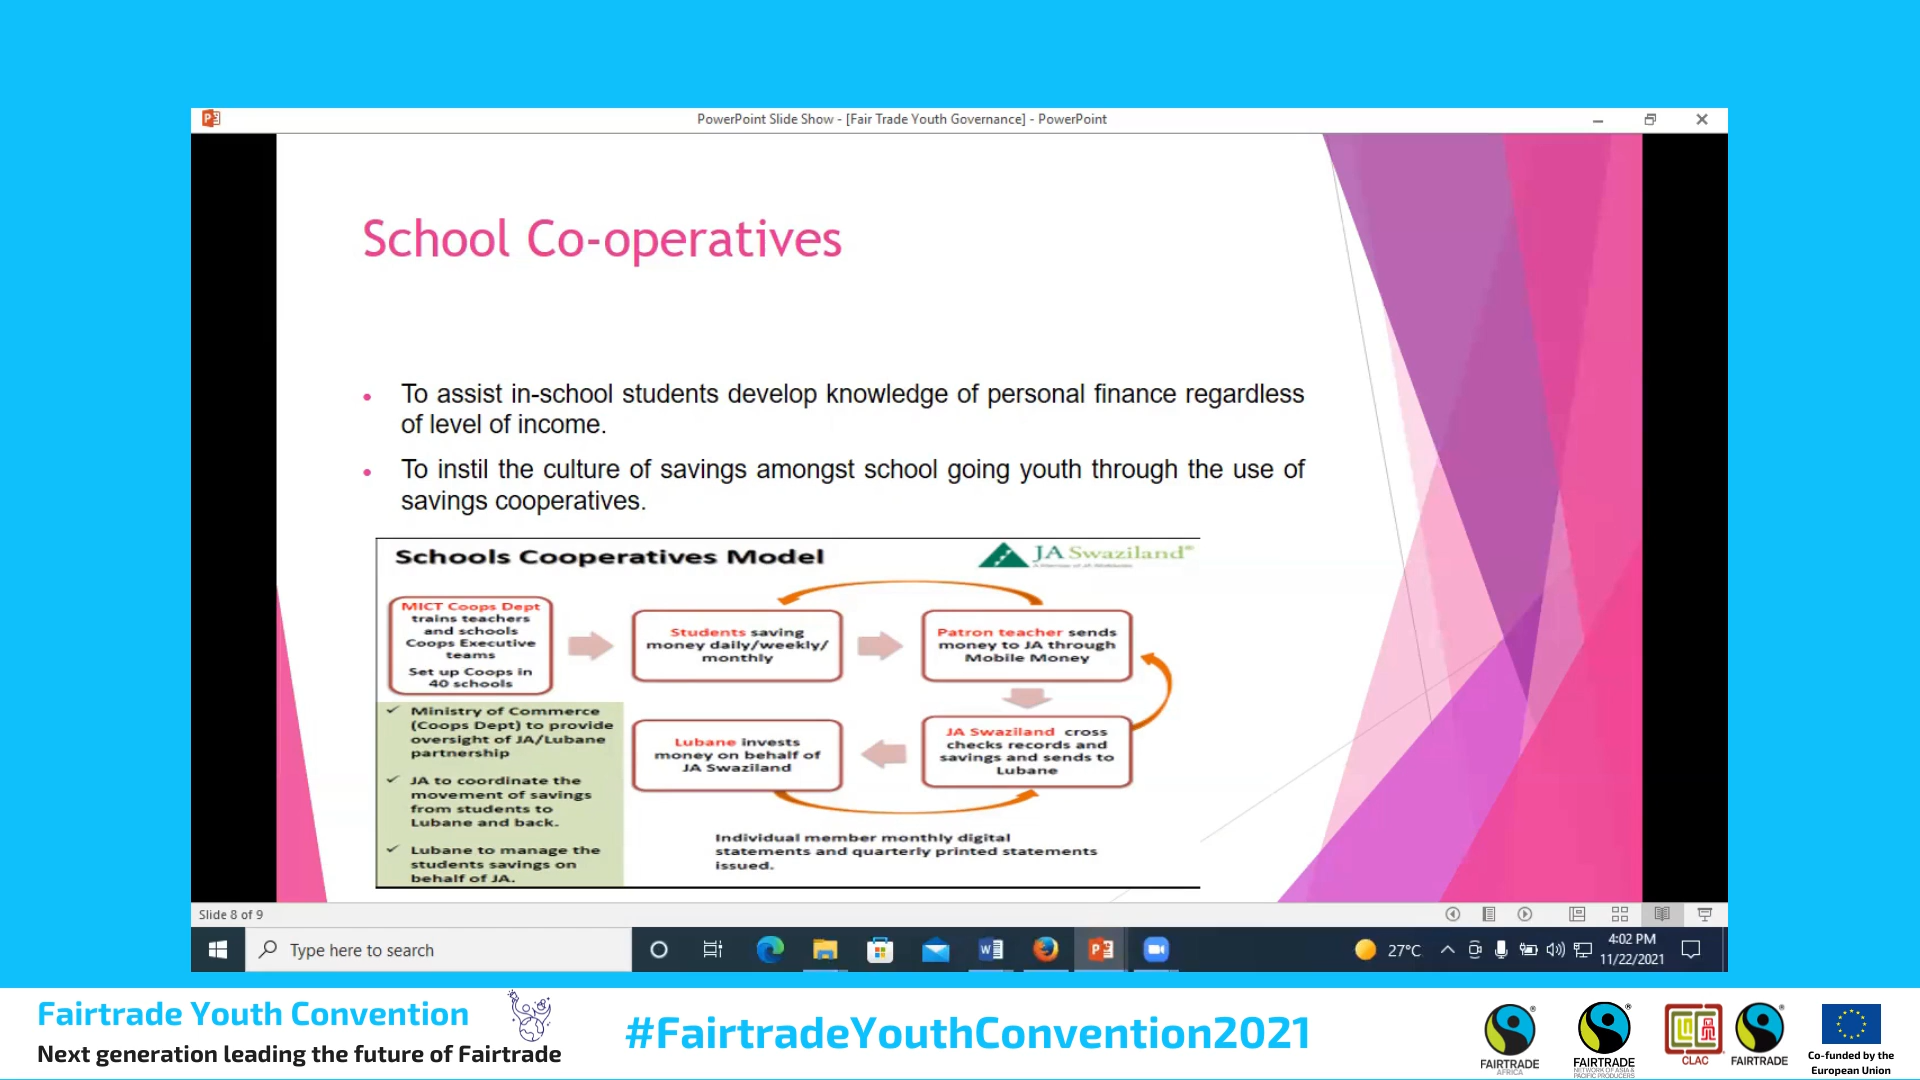 PowerPoint Slide Show - [Fair Trade Youth Governance] - PowerPoint
School Co-operatives
To assist in-school students develop knowledge of personal finance regardless
of level of income.
To instil the culture of savings amongst school going youth through the use of
savings cooperatives.
Schools Cooperatives Model
JA Swaziland®
MICT Coops Dept
trains teachers
and schools
Coops Executive
teams
Set up Coops in
40 schools
Students saving
money daily/weekly/
monthly
Patron teacher sends
money to JA through
Mobile Money
JA Swaziland cross
checks records and
savings and sends to
Lubane
Lubane invests
money on behalf of
JA Swaziland
✓ Ministry of Commerce
(Coops Dept) to provide
oversight of JA/Lubane
partnership
✓ JA to coordinate the
movement of savings
from students to
Lubane and back.
✓ Lubane to manage the
students savings on
behalf of JA.
Individual member monthly digital
statements and quarterly printed statements
issued.
Slide 8 of 9
Type here to search
27°C
4:02 PM
11/22/2021
Fairtrade Youth Convention
Next generation leading the future of Fairtrade
#FairtradeYouthConvention2021
FAIRTRADE
AFRICA
FAIRTRADE
NETWORK OF ASIA &
PACIFIC PRODUCERS
CLAC
FAIRTRADE
Co-funded by the
European Union